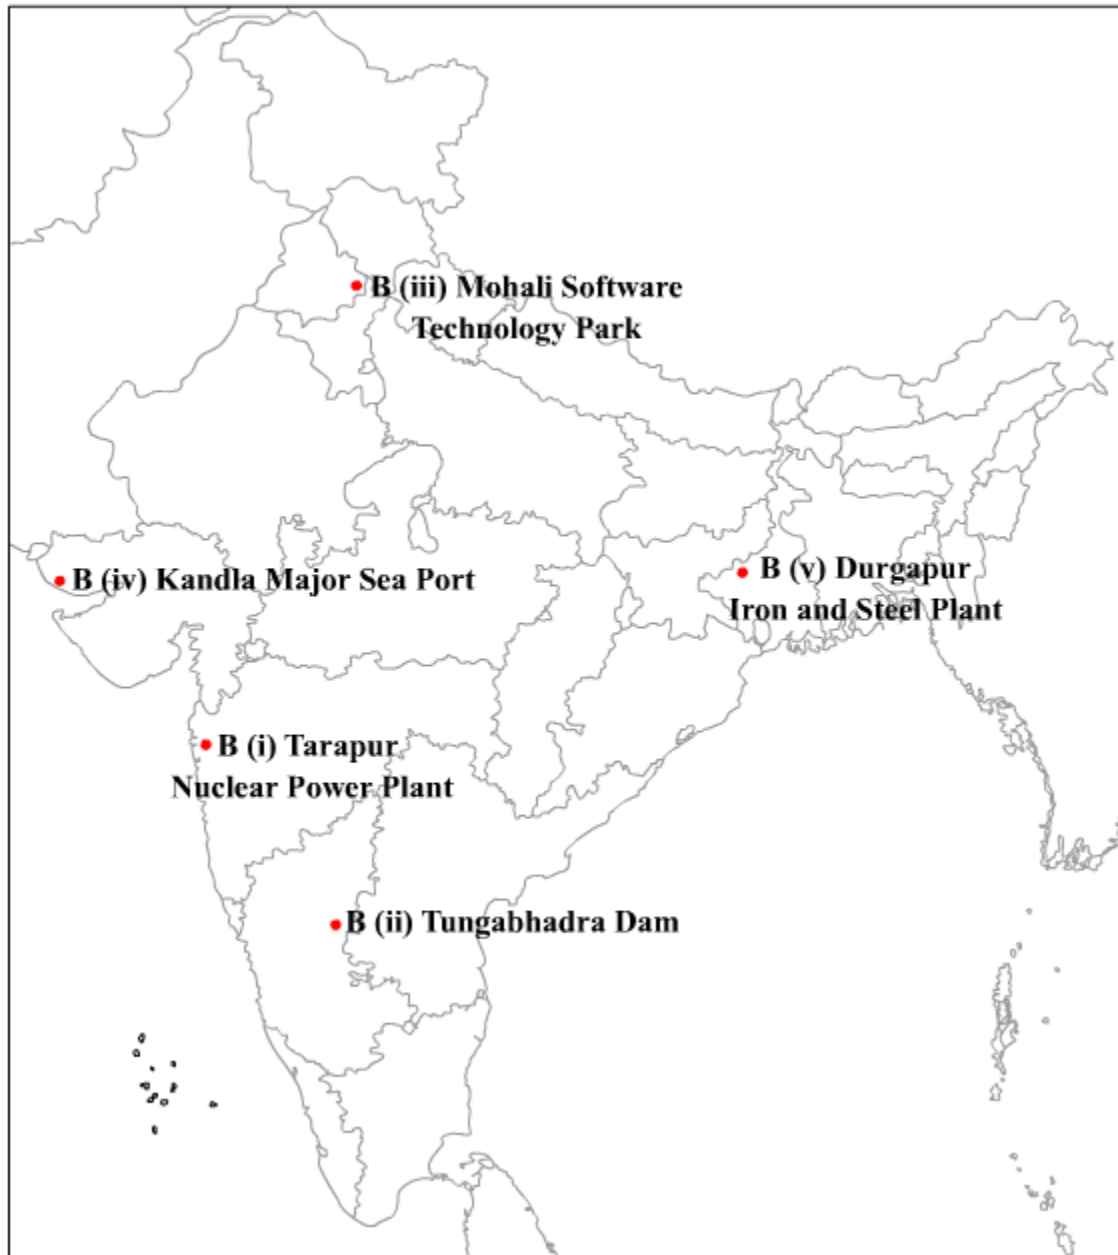 B (iii) Mohali Software
Technology Park
B (iv) Kandla Major Sea Port
B (v) Durgapur
Iron and Steel Plant
B (i) Tarapur
Nuclear Power Plant
B (ii) Tungabhadra Dam